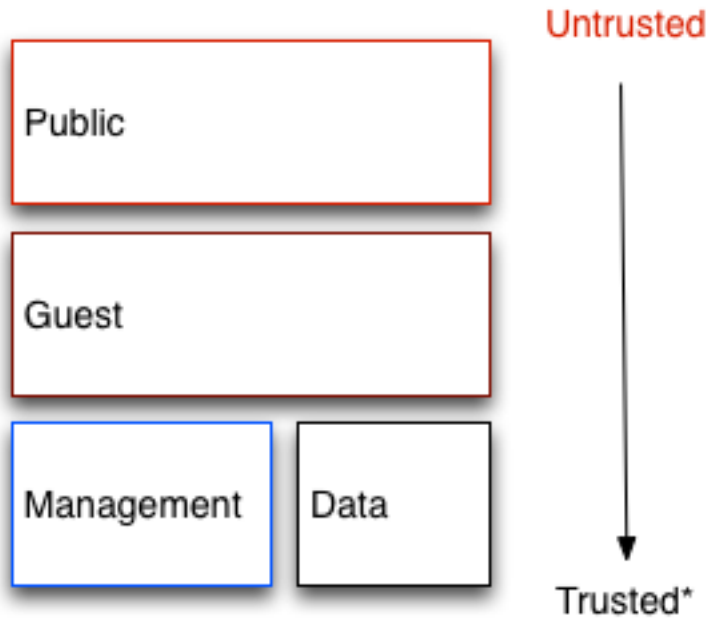 Untrusted
Public
Guest
Management
Data
Trusted*